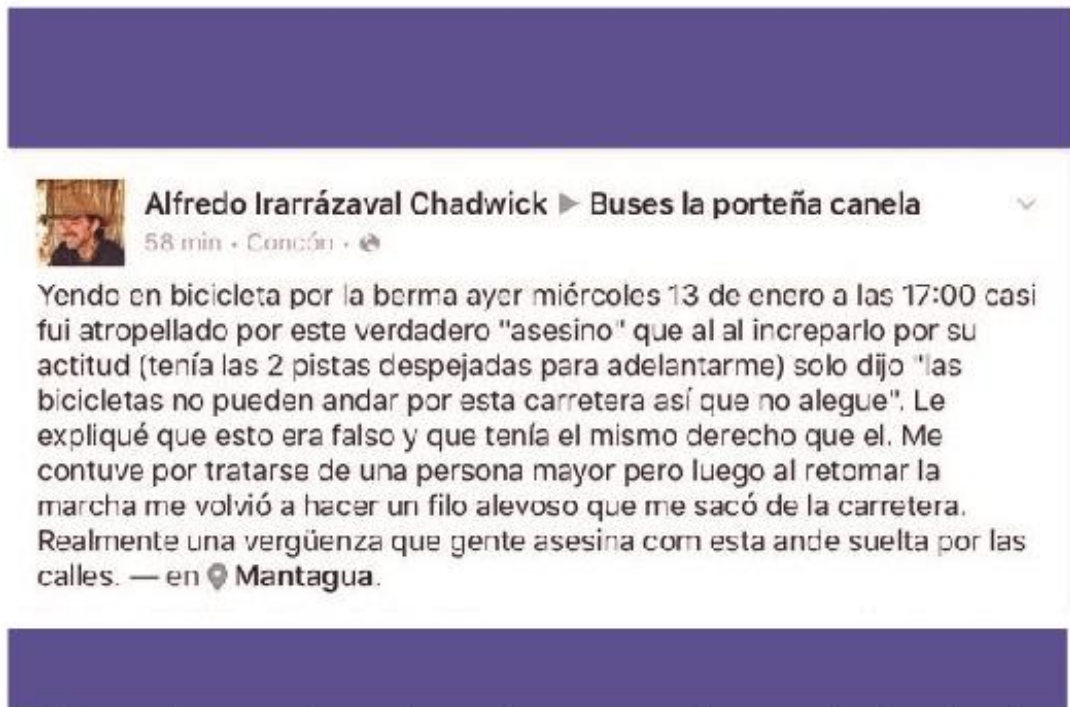 Alfredo Irarrázaval Chadwick ▶ Buses la porteña canela
58 min · Concón ·
Yendo en bicicleta por la berma ayer miércoles 13 de enero a las 17:00 casi
fui atropellado por este verdadero "asesino" que al al increparlo por su
actitud (tenía las 2 pistas despejadas para adelantarme) solo dijo "las
bicicletas no pueden andar por esta carretera así que no alegue". Le
expliqué que esto era falso y que tenía el mismo derecho que el. Me
contuve por tratarse de una persona mayor pero luego al retomar la
marcha me volvió a hacer un filo alevoso que me sacó de la carretera.
Realmente una vergüenza que gente asesina com esta ande suelta por las
calles. — en Mantagua.